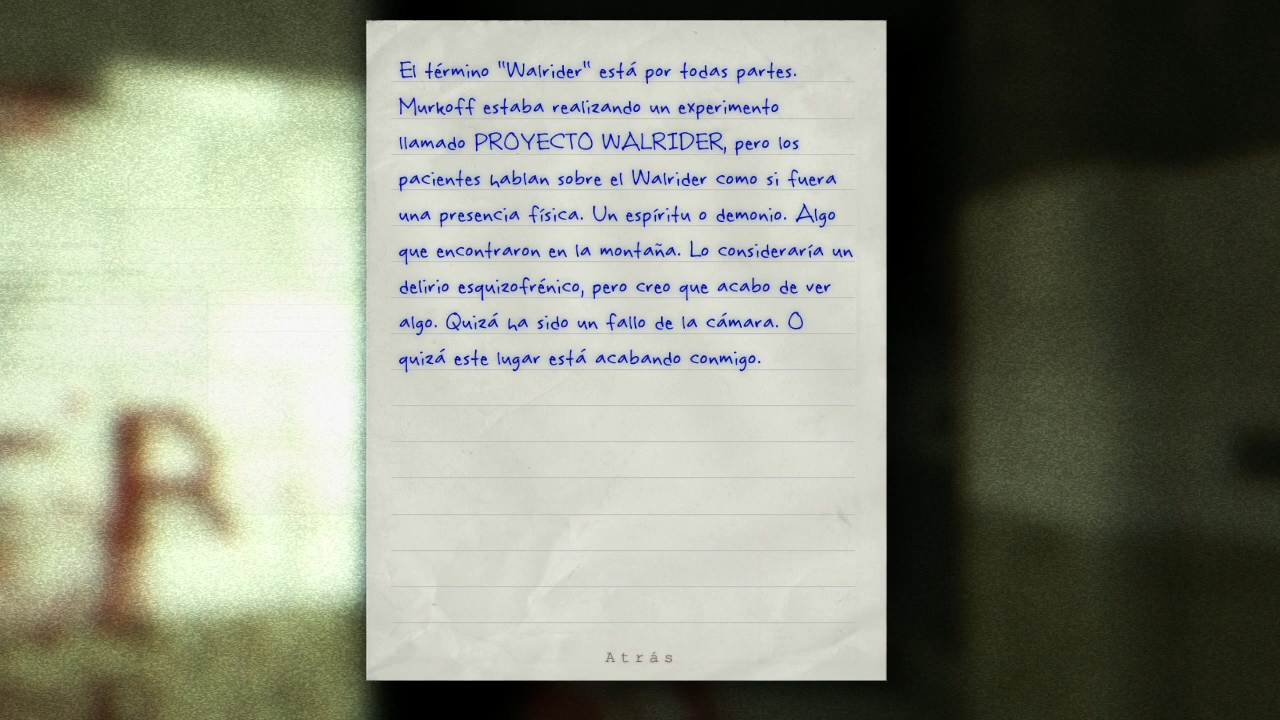 El término "Walrider" está por todas partes.
Murkoff estaba realizando un experimento
llamado PROYECTO WALRIDER, pero los
pacientes hablan sobre el Walrider como si fuera
una presencia física. Un espíritu o demonio. Algo
que encontraron en la montaña. Lo consideraría un
delirio esquizofrénico, pero creo que acabo de ver
algo. Quizá ha sido un fallo de la cámara. O
quizá este lugar está acabando conmigo.
Atrás